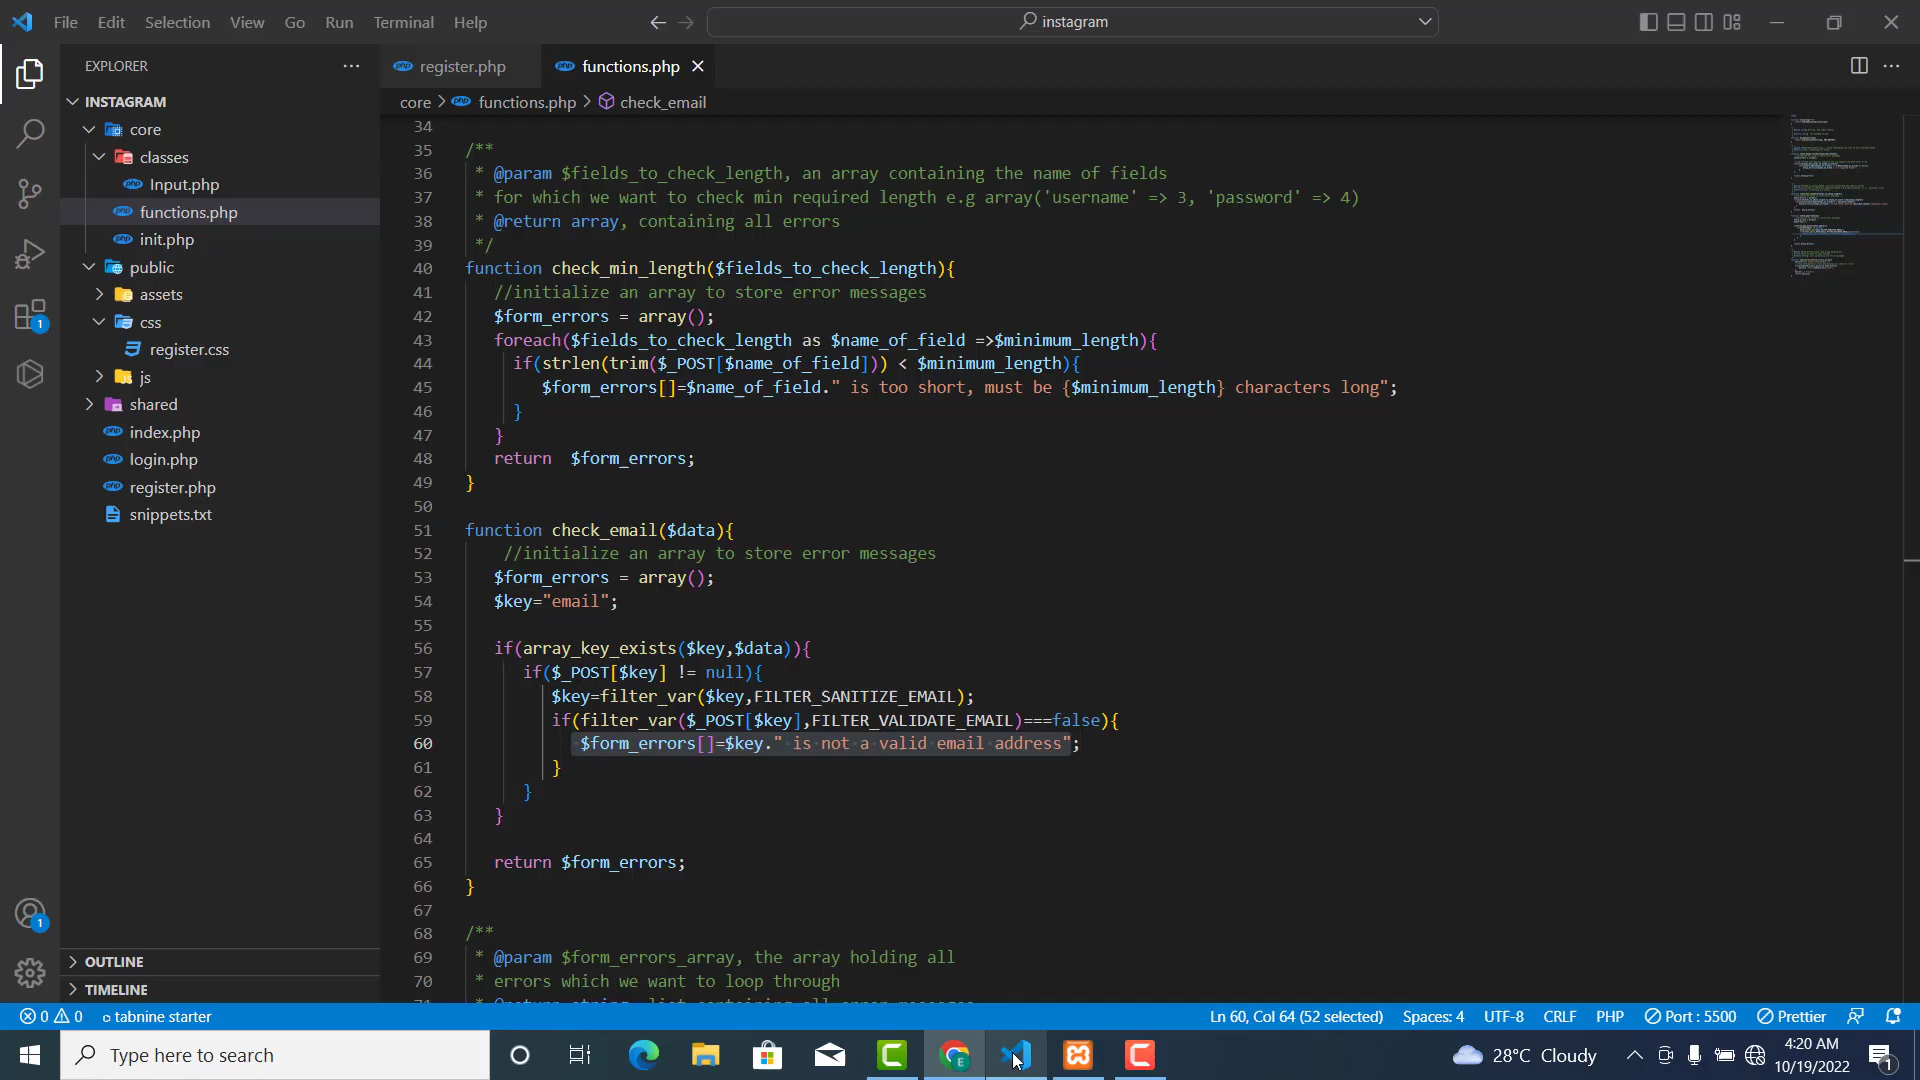 File Edit Selection View Go Run Terminal Help
instagram
EXPLORER
register.php
functions.php
core > functions.php > check_email
INSTAGRAM
core
classes
Input.php
functions.php
init.php
public
assets
css
register.css
js
shared
index.php
login.php
register.php
snippets.txt
OUTLINE
TIMELINE
34
35 /**
36 * @param $fields_to_check_length, an array containing the name of fields
37 * for which we want to check min required length e.g array('username' => 3, 'password' => 4)
38 * @return array, containing all errors
39 */
40 function check_min_length($fields_to_check_length){
41 //initialize an array to store error messages
42 $form_errors = array();
43 foreach($fields_to_check_length as $name_of_field =>$minimum_length){
44 if(strlen(trim($_POST[$name_of_field])) < $minimum_length){
45 $form_errors[]=$name_of_field." is too short, must be {$minimum_length} characters long";
46 }
47 }
48 return $form_errors;
49 }
50
51 function check_email($data){
52 //initialize an array to store error messages
53 $form_errors = array();
54 $key="email";
55
56 if(array_key_exists($key,$data)){
57 if($_POST[$key] != null){
58 $key=filter_var($key,FILTER_SANITIZE_EMAIL);
59 if(filter_var($_POST[$key],FILTER_VALIDATE_EMAIL)===false){
60 $form_errors[]=$key." is not a valid email address";
61 }
62 }
63 }
64
65 return $form_errors;
66 }
67
68 /**
69 * @param $form_errors_array, the array holding all
70 * errors which we want to loop through
0 0 tabnine starter
Ln 60, Col 64 (52 selected) Spaces: 4 UTF-8 CRLF PHP Port : 5500 Prettier
Type here to search
28°C Cloudy
4:20 AM
10/19/2022
1
1
1